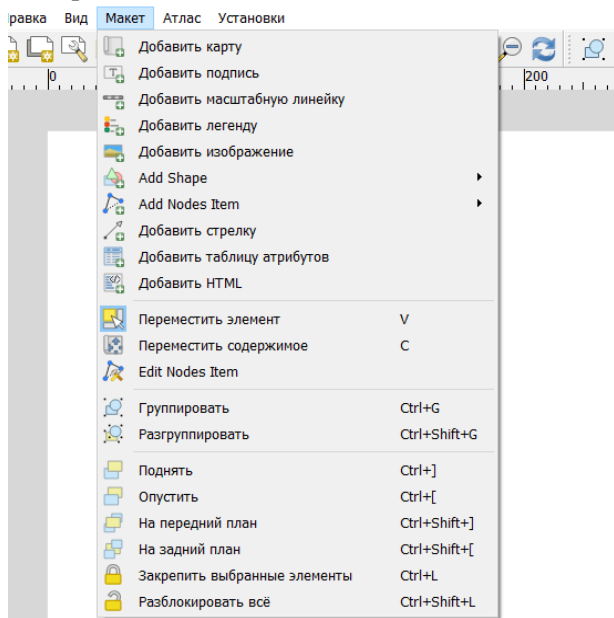 равка Вид Макет Атлас Установки
0 200
Добавить карту
Добавить подпись
Добавить масштабную линейку
Добавить легенду
Добавить изображение
Add Shape
Add Nodes Item
Добавить стрелку
Добавить таблицу атрибутов
Добавить HTML
Переместить элемент V
Переместить содержимое C
Edit Nodes Item
Группировать Ctrl+G
Разгруппировать Ctrl+Shift+G
Поднять Ctrl+]
Опустить Ctrl+[
На передний план Ctrl+Shift+]
На задний план Ctrl+Shift+[
Закрепить выбранные элементы Ctrl+L
Разблокировать всё Ctrl+Shift+L